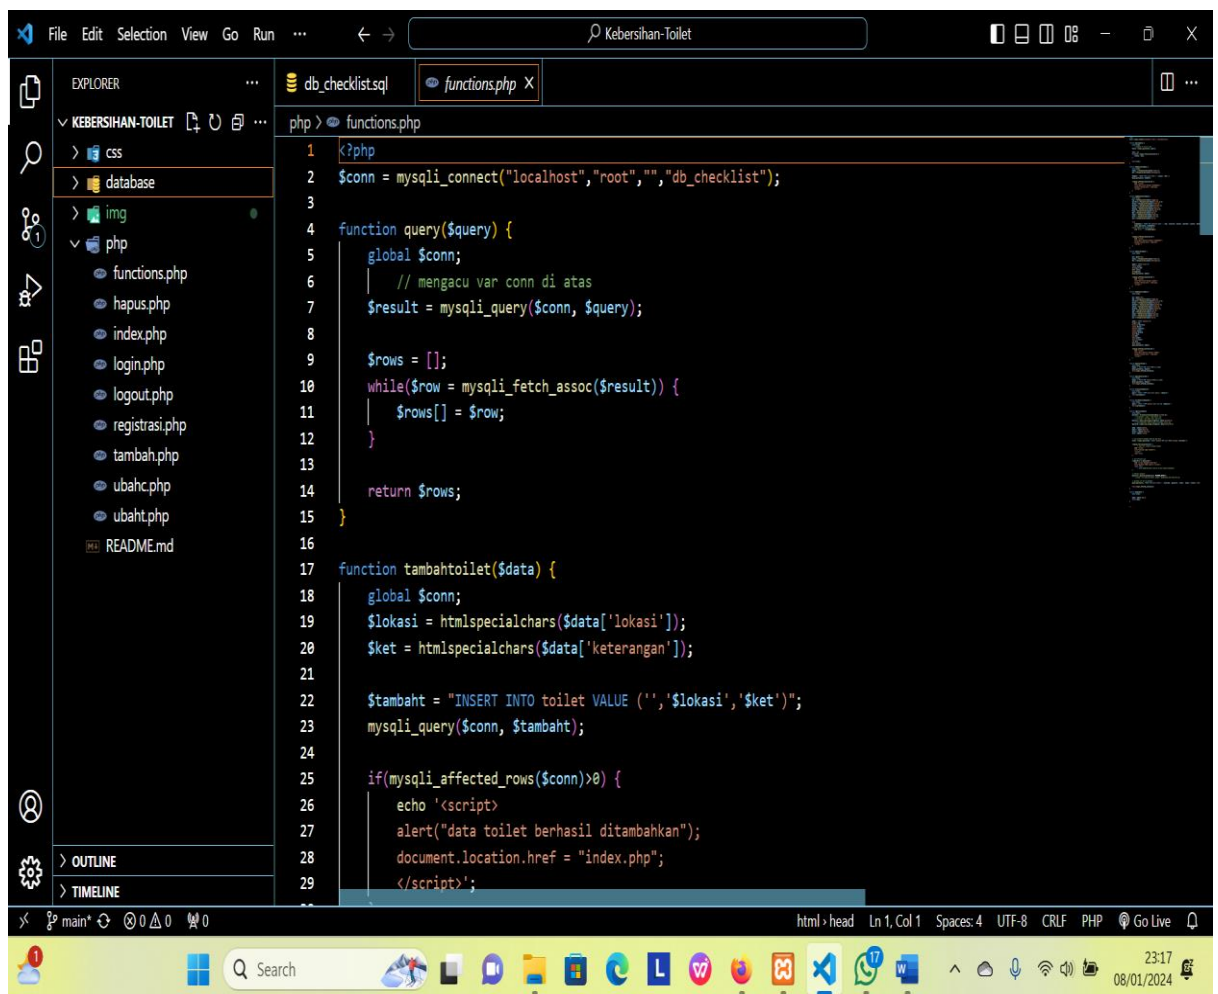 File Edit Selection View Go Run ···
Kebersihan-Toilet
EXPLORER ···
KEBERSIHAN-TOILET ···
css
database
img
php
functions.php
hapus.php
index.php
login.php
logout.php
registrasi.php
tambah.php
ubahc.php
ubaht.php
README.md
OUTLINE
TIMELINE
1
db_checklist.sql
functions.php X
php > functions.php
1 <?php
2 $conn = mysqli_connect("localhost","root","","db_checklist");
3
4 function query($query) {
5 global $conn;
6 // mengacu var conn di atas
7 $result = mysqli_query($conn, $query);
8
9 $rows = [];
10 while($row = mysqli_fetch_assoc($result)) {
11 $rows[] = $row;
12 }
13
14 return $rows;
15 }
16
17 function tambahtoilet($data) {
18 global $conn;
19 $lokasi = htmlspecialchars($data['lokasi']);
20 $ket = htmlspecialchars($data['keterangan']);
21
22 $tambaht = "INSERT INTO toilet VALUE ('','$lokasi','$ket')";
23 mysqli_query($conn, $tambaht);
24
25 if(mysqli_affected_rows($conn)>0) {
26 echo '<script>
27 alert("data toilet berhasil ditambahkan");
28 document.location.href = "index.php";
29 </script>';
main* 0 0 0 html > head Ln 1, Col 1 Spaces: 4 UTF-8 CRLF PHP Go Live
1 Search L 17 23:17
08/01/2024